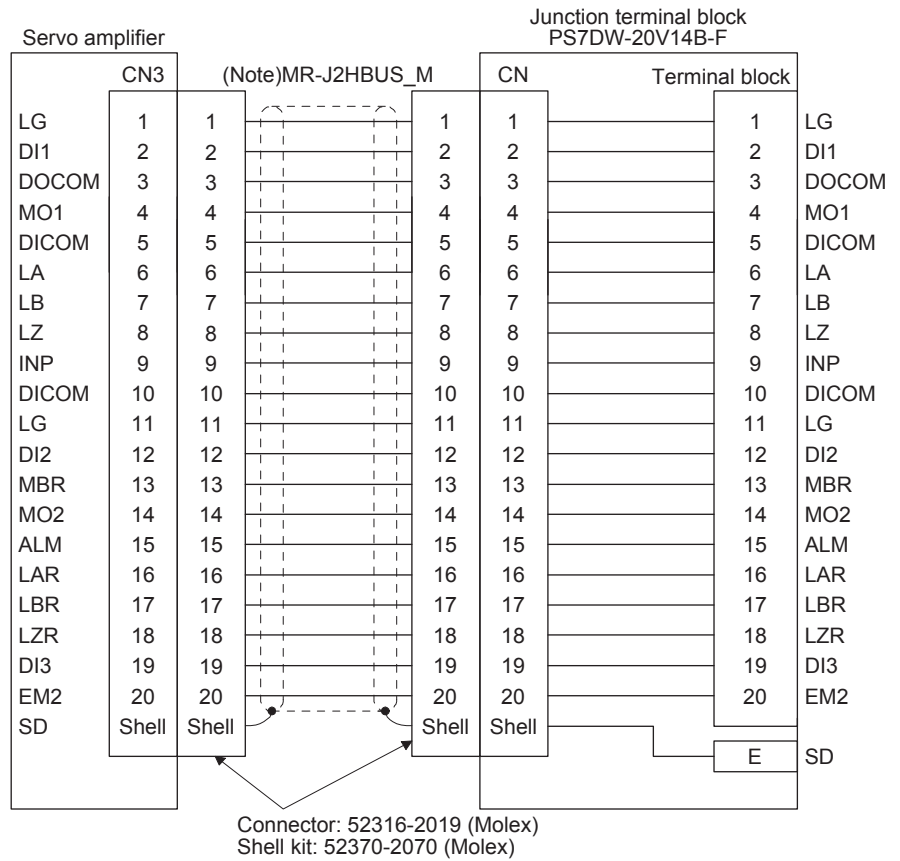 Junction terminal block
Servo amplifier PS7DW-20V14B-F
CN3 (Note)MR-J2HBUS_M CN Terminal block
LG 1 1 1 1 1 LG
DI1 2 2 2 2 2 DI1
DOCOM 3 3 3 3 3 DOCOM
MO1 4 4 4 4 4 MO1
DICOM 5 5 5 5 5 DICOM
LA 6 6 6 6 6 LA
LB 7 7 7 7 7 LB
LZ 8 8 8 8 8 LZ
INP 9 9 9 9 9 INP
DICOM 10 10 10 10 10 DICOM
LG 11 11 11 11 11 LG
DI2 12 12 12 12 12 DI2
MBR 13 13 13 13 13 MBR
MO2 14 14 14 14 14 MO2
ALM 15 15 15 15 15 ALM
LAR 16 16 16 16 16 LAR
LBR 17 17 17 17 17 LBR
LZR 18 18 18 18 18 LZR
DI3 19 19 19 19 19 DI3
EM2 20 20 20 20 20 EM2
SD Shell Shell Shell Shell
E SD
Connector: 52316-2019 (Molex)
Shell kit: 52370-2070 (Molex)